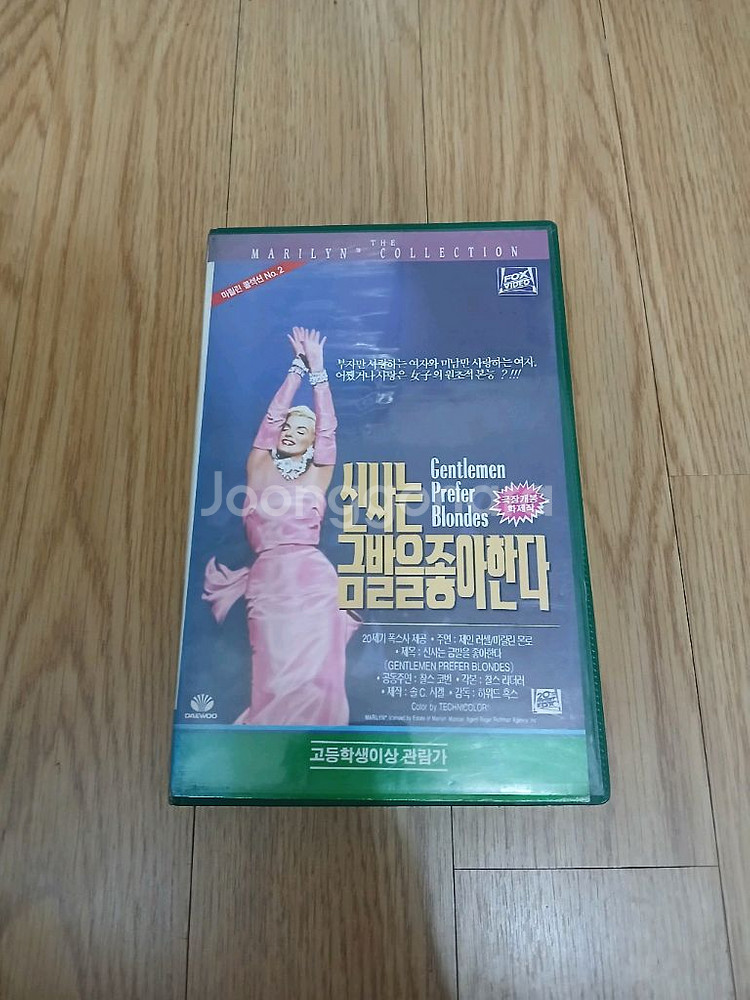 THE
MARILYN* COLLECTION
마릴린 콜렉션 No.2
FOX
VIDEO
부자만 사랑하는 여자와 미남만 사랑하는 여자.
어쨌거나 사랑은 女子의 원초적 본능 ?!!!
신사는
Gentlemen
Prefer
Blondes
극장개봉
화제작
Joonggonara
금발을좋아한다
20세기 폭스사 제공 • 주연 : 제인 러셀/마릴린 몬로
• 제목 : 신사는 금발을 좋아한다
(GENTLEMEN PREFER BLONDES)
• 공동주연 : 찰스 코번 • 각본 : 찰스 리더러
• 제작 : 솔 C. 시겔 • 감독 : 하워드 혹스
Color by TECHNICOLOR®
DAEWOO
고등학생이상 관람가